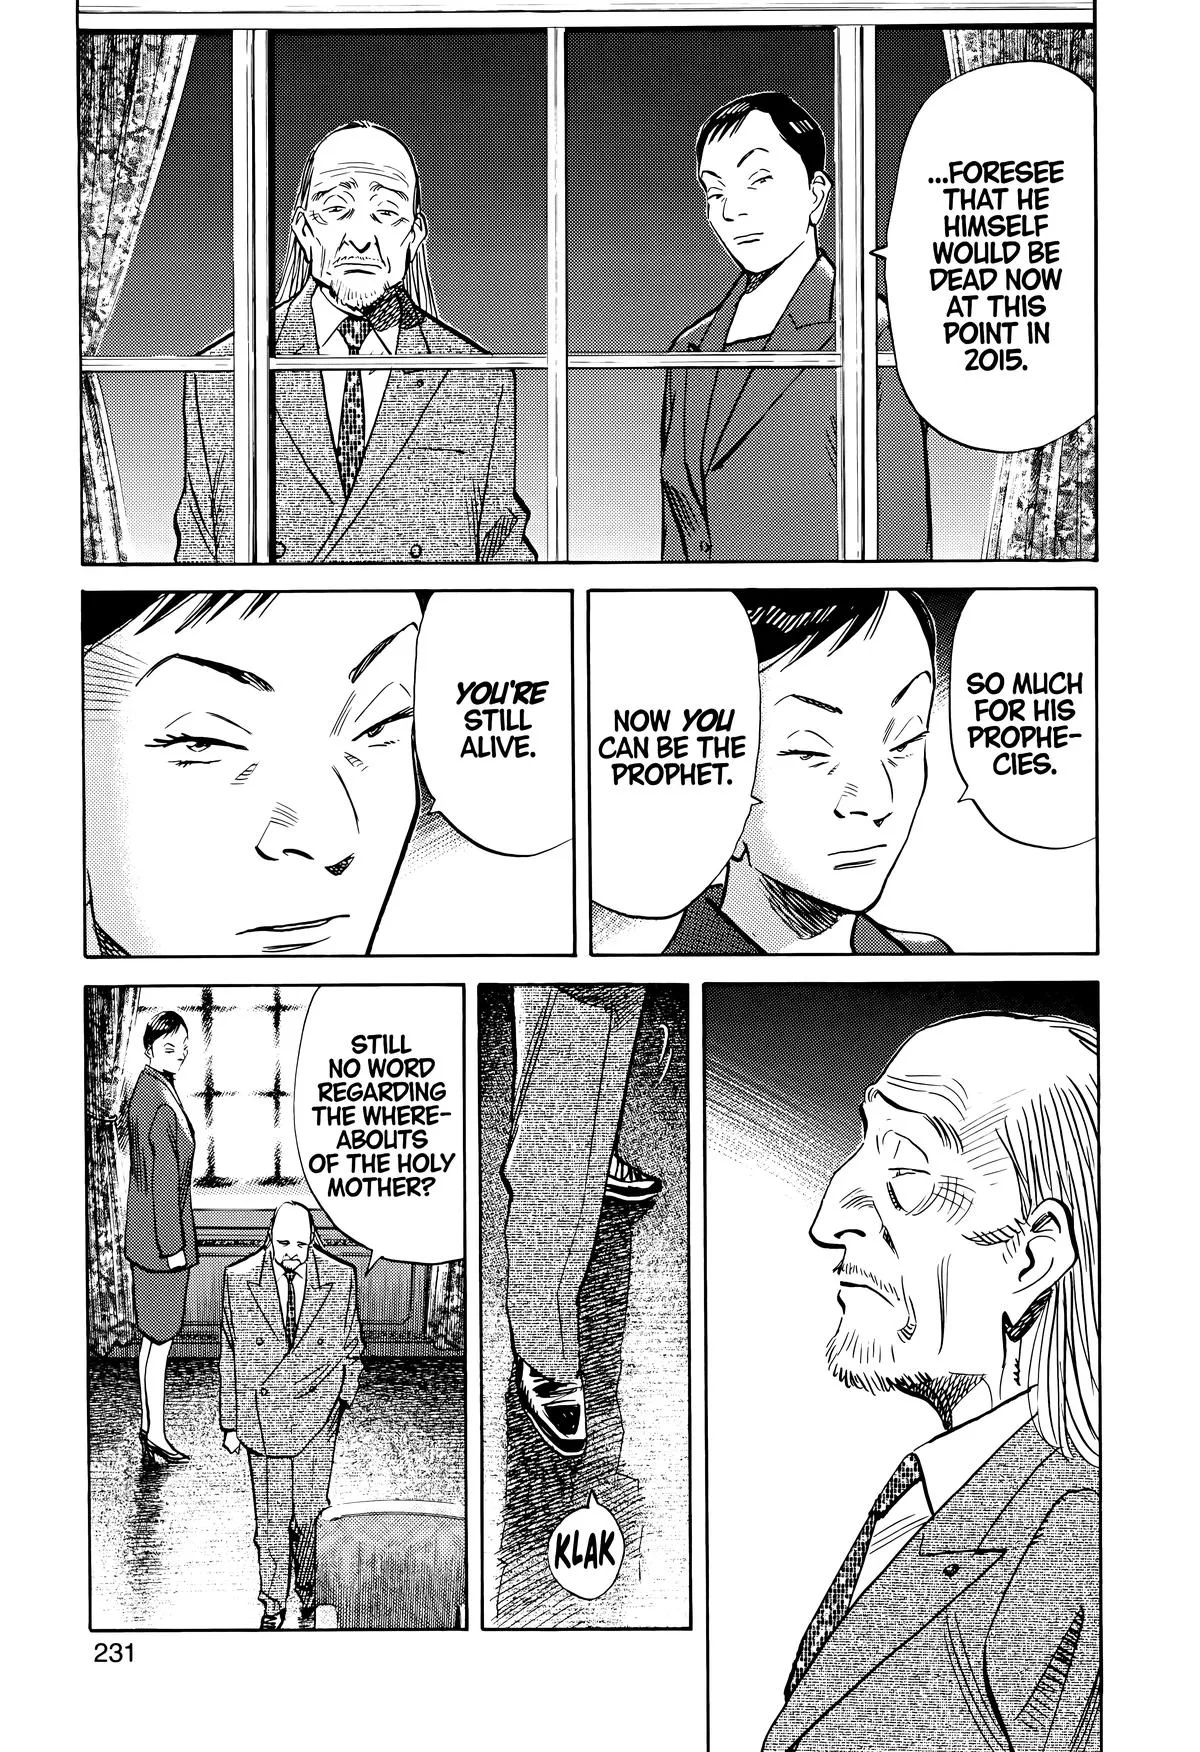 ...FORESEE
THAT HE
HIMSELF
WOULD BE
DEAD NOW
AT THIS
POINT IN
2015.
SO MUCH
FOR HIS
PROPHE-
CIES.
NOW YOU
CAN BE THE
PROPHET.
YOU'RE
STILL
ALIVE.
KLAK
STILL
NO WORD
REGARDING
THE WHERE-
ABOUTS
OF THE HOLY
MOTHER?
231